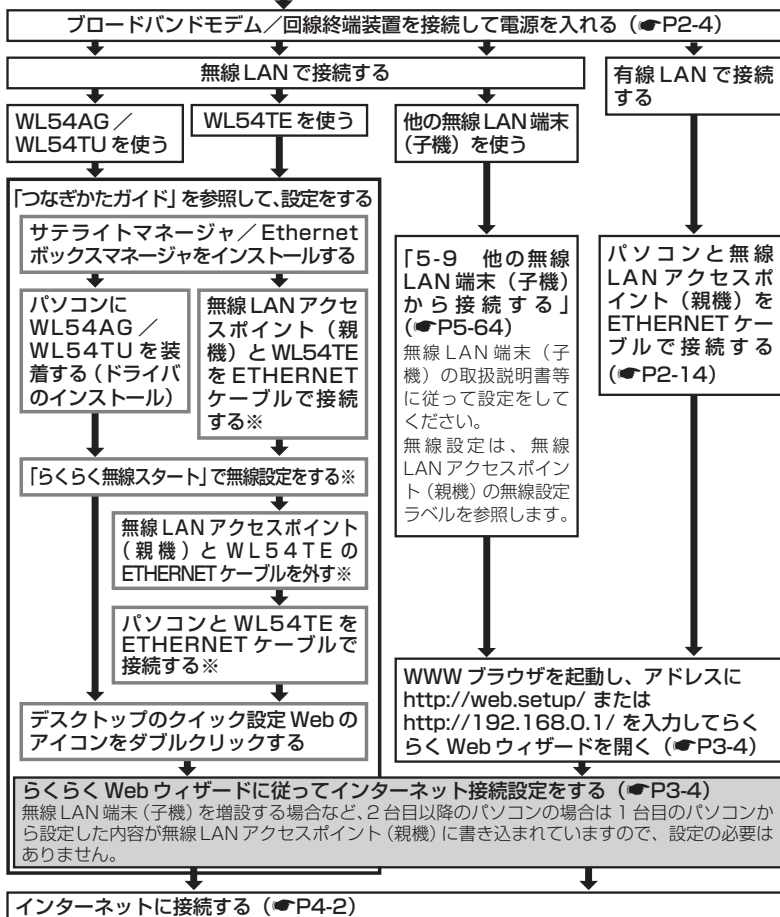 ブロードバンドモデム／回線終端装置を接続して電源を入れる（☛P2-4）
無線LANで接続する
有線LANで接続
する
WL54AG／
WL54TUを使う
WL54TEを使う
他の無線LAN端末
（子機）を使う
「つなぎかたガイド」を参照して、設定をする
サテライトマネージャ／Ethernet
ボックスマネージャをインストールする
パソコンに
WL54AG／
WL54TUを装
着する（ドライバ
のインストール）
無線LANアクセ
スポイント（親
機）とWL54TE
をETHERNET
ケーブルで接続
する※
「らくらく無線スタート」で無線設定をする※
無線LANアクセスポイント
（親機）とWL54TEの
ETHERNETケーブルを外す※
パソコンとWL54TEを
ETHERNETケーブルで
接続する※
デスクトップのクイック設定Webの
アイコンをダブルクリックする
「5-9　他の無線
LAN端末（子機）
から接続する」
（☛P5-64）
無線LAN端末（子
機）の取扱説明書等
に従って設定をして
ください。
無線設定は、無線
LANアクセスポイン
ト（親機）の無線設定
ラベルを参照します。
パソコンと無線
LANアクセスポ
イント（親機）を
ETHERNETケー
ブルで接続する
（☛P2-14）
WWWブラウザを起動し、アドレスに
http://web.setup/ または
http://192.168.0.1/ を入力してらく
らくWebウィザードを開く（☛P3-4）
らくらくWebウィザードに従ってインターネット接続設定をする（☛P3-4）
無線LAN端末（子機）を増設する場合など、2台目以降のパソコンの場合は1台目のパソコンか
ら設定した内容が無線LANアクセスポイント（親機）に書き込まれていますので、設定の必要は
ありません。
インターネットに接続する（☛P4-2）